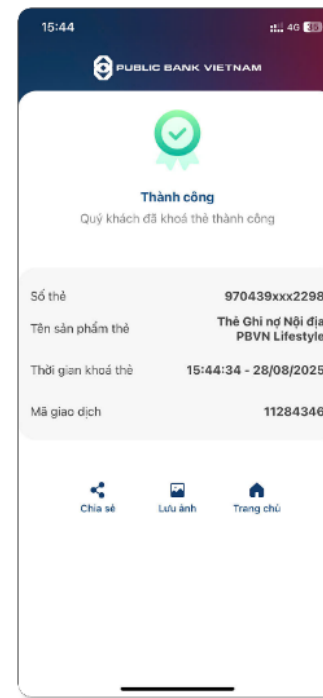 15:44 4G 35
PUBLIC BANK VIETNAM
Thành công
Quý khách đã khoá thẻ thành công
Số thẻ 970439xxx2298
Tên sản phẩm thẻ Thẻ Ghi nợ Nội địa
PBVN Lifestyle
Thời gian khoá thẻ 15:44:34 - 28/08/2025
Mã giao dịch 11284346
Chia sẻ Lưu ảnh Trang chủ